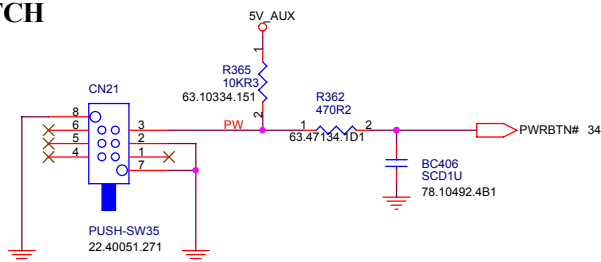 TCH
5V_AUX
1
R365
10KR3
63.10334.151
2
CN21
8
6
5
4
3
2
1
7
PW
R362
470R2
1
2
63.47134.1D1
PWRBTN# 34
BC406
SCD1U
78.10492.4B1
PUSH-SW35
22.40051.271